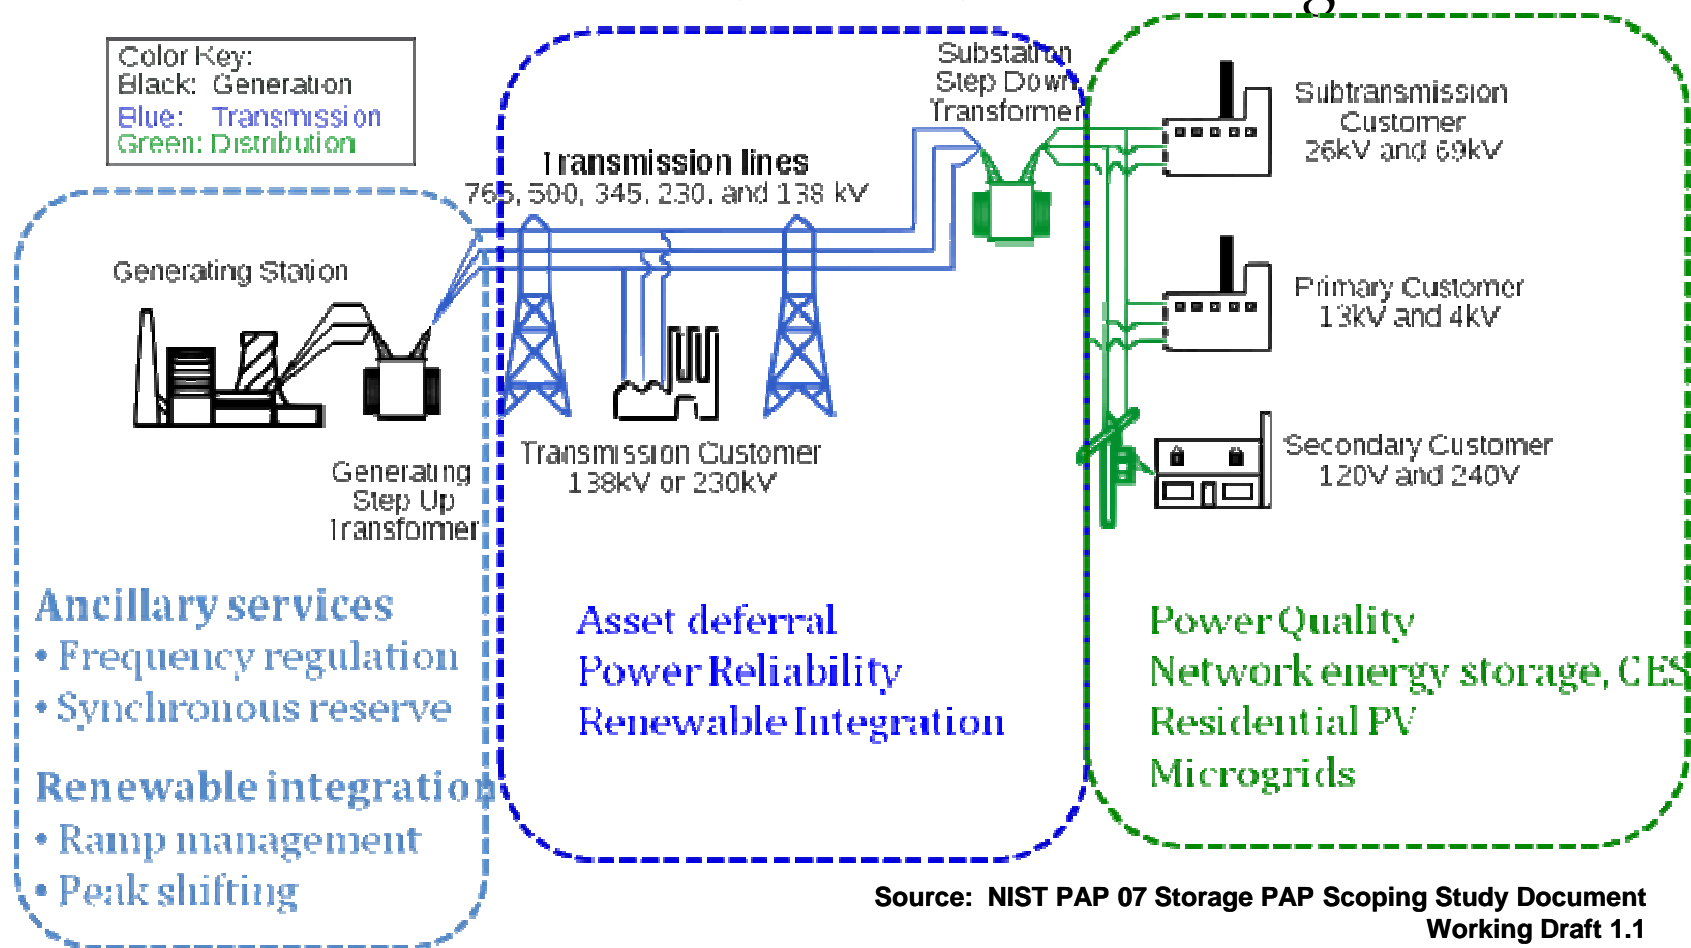 Color Key:
Black: Generation
Blue: Transmission
Green: Distribution
Substation
Step Down
Transformer
Subtransmission
Customer
26kV and 69kV
Transmission lines
765, 500, 345, 230, and 138 kV
Generating Station
Primary Customer
13kV and 4kV
Transmission Customer
138kV or 230kV
Secondary Customer
120V and 240V
Generating
Step Up
Transformer
Ancillary services
• Frequency regulation
• Synchronous reserve
Renewable integration
• Ramp management
• Peak shifting
Asset deferral
Power Reliability
Renewable Integration
Power Quality
Network energy storage, CES
Residential PV
Microgrids
Source: NIST PAP 07 Storage PAP Scoping Study Document
Working Draft 1.1